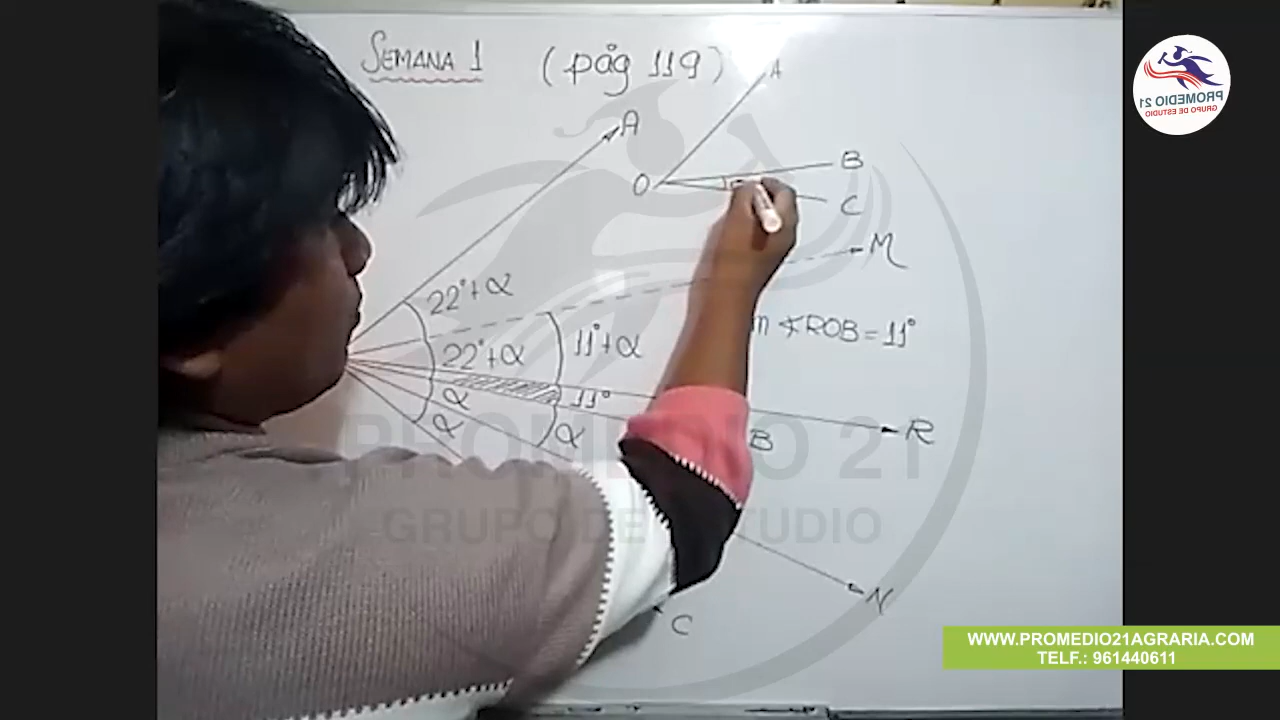 SEMANA 1 (pág 119)
A
A
B
O
C
M
22°+α
11°+α
∢ROB = 11°
22°+α
α
11°
R
α
α
B
N
C
PROMEDIO 21
GRUPO DE ESTUDIO
PROMEDIO 21
GRUPO DE ESTUDIO
WWW.PROMEDIO21AGRARIA.COM
TELF.: 961440611